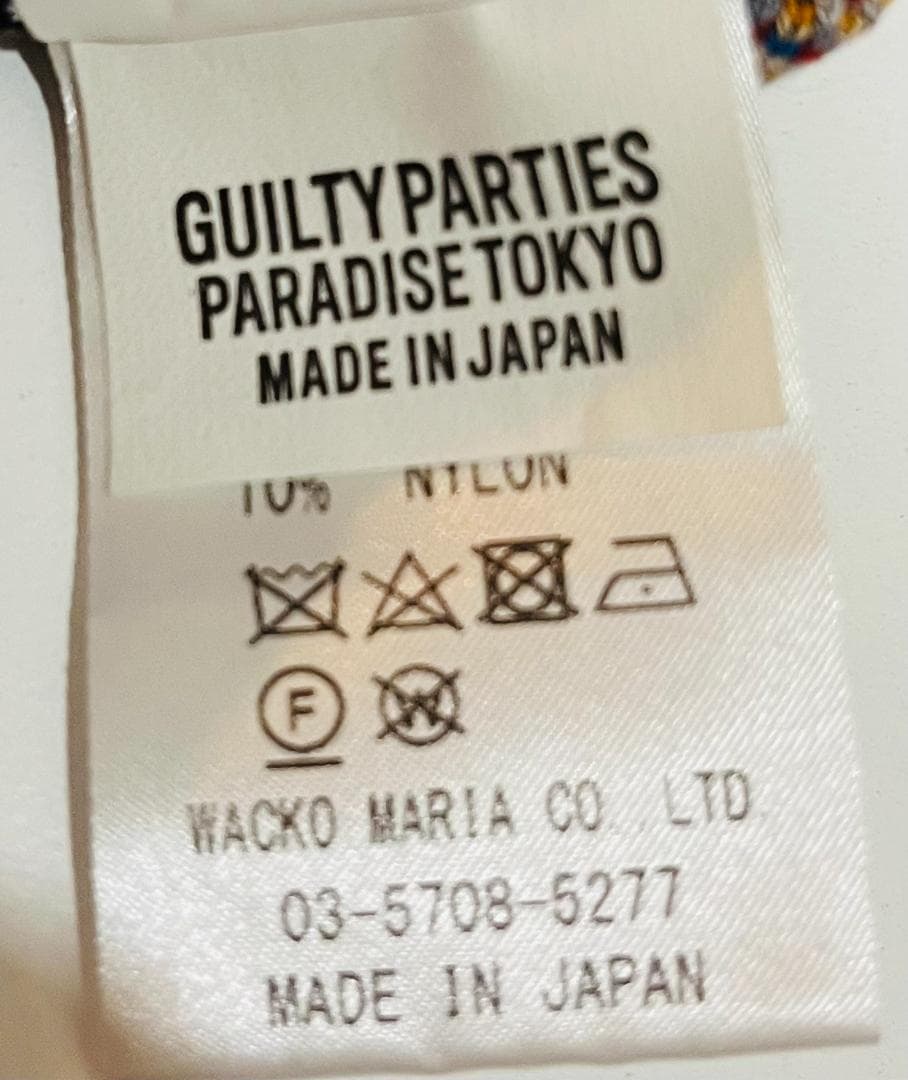 GUILTY PARTIES
PARADISE TOKYO
MADE IN JAPAN
10% NYLON
F W
WACKO MARIA CO. LTD.
03-5708-5277
MADE IN JAPAN